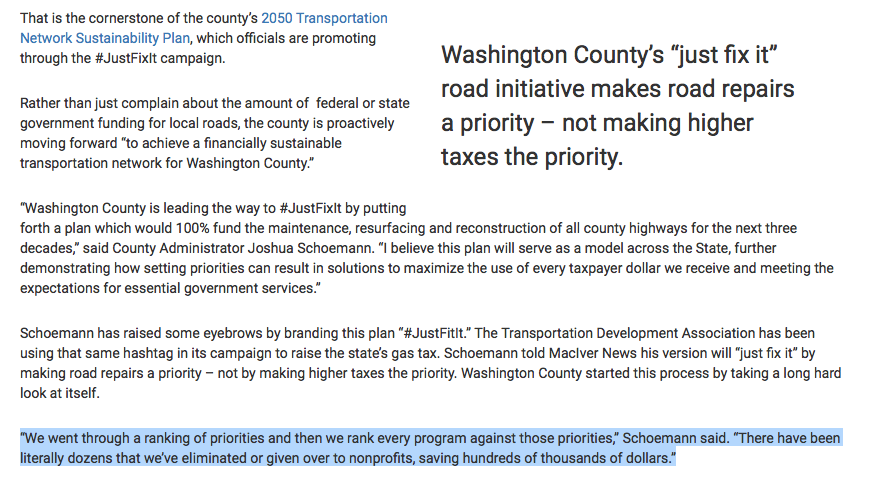 That is the cornerstone of the county’s 2050 Transportation
Network Sustainability Plan, which officials are promoting
through the #JustFixIt campaign.
Washington County’s “just fix it”
road initiative makes road repairs
a priority – not making higher
taxes the priority.
Rather than just complain about the amount of  federal or state
government funding for local roads, the county is proactively
moving forward “to achieve a financially sustainable
transportation network for Washington County.”
“Washington County is leading the way to #JustFixIt by putting
forth a plan which would 100% fund the maintenance, resurfacing and reconstruction of all county highways for the next three
decades,” said County Administrator Joshua Schoemann. “I believe this plan will serve as a model across the State, further
demonstrating how setting priorities can result in solutions to maximize the use of every taxpayer dollar we receive and meeting the
expectations for essential government services.”
Schoemann has raised some eyebrows by branding this plan “#JustFitIt.” The Transportation Development Association has been
using that same hashtag in its campaign to raise the state’s gas tax. Schoemann told MacIver News his version will “just fix it” by
making road repairs a priority – not by making higher taxes the priority. Washington County started this process by taking a long hard
look at itself.
“We went through a ranking of priorities and then we rank every program against those priorities,” Schoemann said. “There have been
literally dozens that we’ve eliminated or given over to nonprofits, saving hundreds of thousands of dollars.”